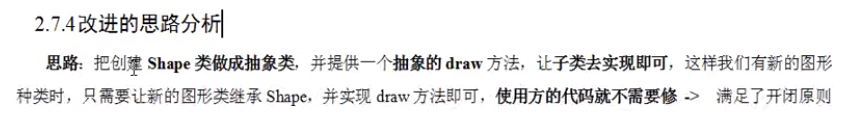 2.7.4改进的思路分析
思路：把创建 Shape 类做成抽象类，并提供一个抽象的 draw 方法，让子类去实现即可，这样我们有新的图形
种类时，只需要让新的图形类继承 Shape，并实现 draw 方法即可，使用方的代码就不需要修 -> 满足了开闭原则